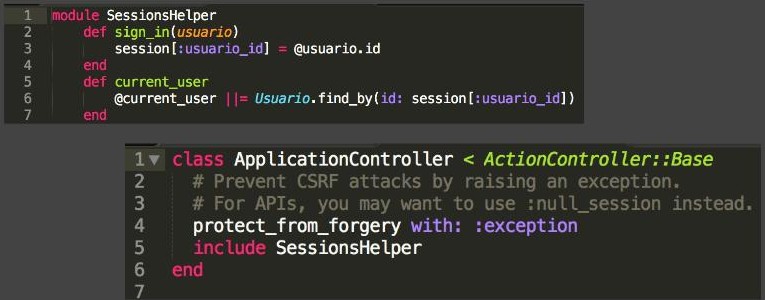 1 module SessionsHelper
2 def sign_in(usuario)
3 session[:usuario_id] = @usuario.id
4 end
5 def current_user
6 @current_user ||= Usuario.find_by(id: session[:usuario_id])
7 end
1 class ApplicationController < ActionController::Base
2 # Prevent CSRF attacks by raising an exception.
3 # For APIs, you may want to use :null_session instead.
4 protect_from_forgery with: :exception
5 include SessionsHelper
6 end
7